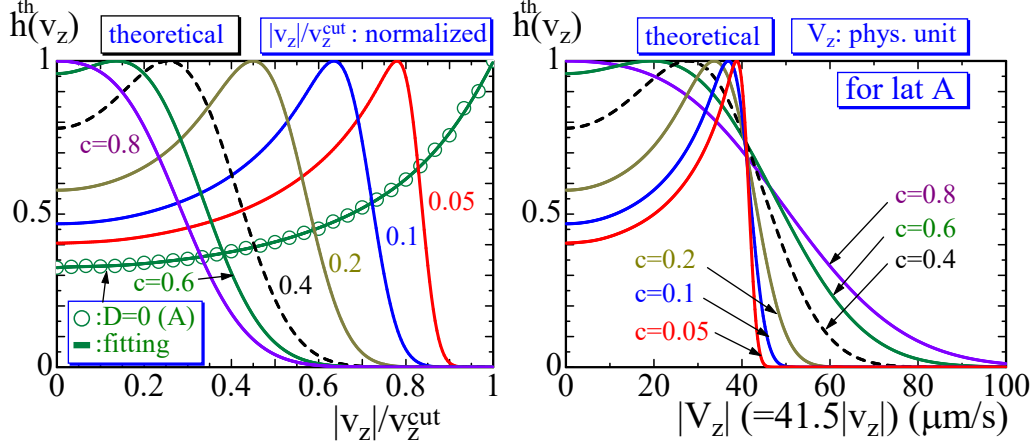 h^th(v_z)
theoretical
|v_z|/v_z^cut : normalized
1
0.5
0
c=0.8
0.05
0.1
0.2
0.4
c=0.6
:D=0 (A)
:fitting
0 0.2 0.4 0.6 0.8 1
|v_z|/v_z^cut
h^th(v_z)
theoretical
V_z: phys. unit
for lat A
1
0.5
0
c=0.8
c=0.6
c=0.4
c=0.2
c=0.1
c=0.05
0 20 40 60 80 100
|V_z| (=41.5|v_z|) (μm/s)